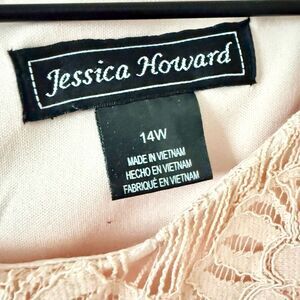 Jessica Howard
14W
MADE IN VIETNAM
HECHO EN VIETNAM
FABRIQUÉ EN VIETNAM